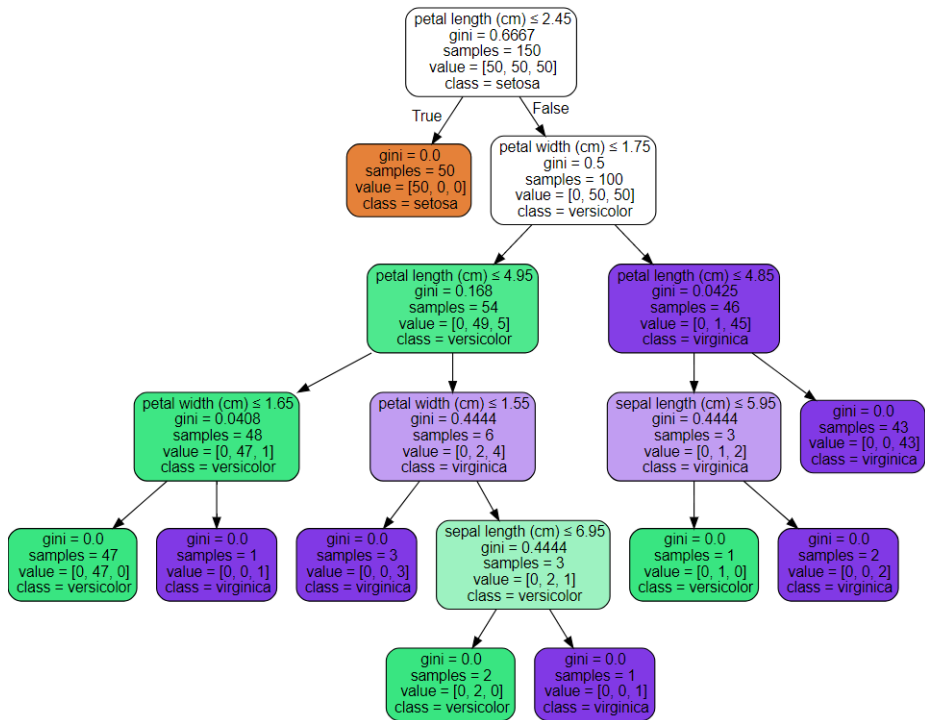 petal length (cm) ≤ 2.45
gini = 0.6667
samples = 150
value = [50, 50, 50]
class = setosa
True
False
gini = 0.0
samples = 50
value = [50, 0, 0]
class = setosa
petal width (cm) ≤ 1.75
gini = 0.5
samples = 100
value = [0, 50, 50]
class = versicolor
petal length (cm) ≤ 4.95
gini = 0.168
samples = 54
value = [0, 49, 5]
class = versicolor
petal length (cm) ≤ 4.85
gini = 0.0425
samples = 46
value = [0, 1, 45]
class = virginica
petal width (cm) ≤ 1.65
gini = 0.0408
samples = 48
value = [0, 47, 1]
class = versicolor
petal width (cm) ≤ 1.55
gini = 0.4444
samples = 6
value = [0, 2, 4]
class = virginica
sepal length (cm) ≤ 5.95
gini = 0.4444
samples = 3
value = [0, 1, 2]
class = virginica
gini = 0.0
samples = 43
value = [0, 0, 43]
class = virginica
gini = 0.0
samples = 47
value = [0, 47, 0]
class = versicolor
gini = 0.0
samples = 1
value = [0, 0, 1]
class = virginica
gini = 0.0
samples = 3
value = [0, 0, 3]
class = virginica
sepal length (cm) ≤ 6.95
gini = 0.4444
samples = 3
value = [0, 2, 1]
class = versicolor
gini = 0.0
samples = 1
value = [0, 1, 0]
class = versicolor
gini = 0.0
samples = 2
value = [0, 0, 2]
class = virginica
gini = 0.0
samples = 2
value = [0, 2, 0]
class = versicolor
gini = 0.0
samples = 1
value = [0, 0, 1]
class = virginica